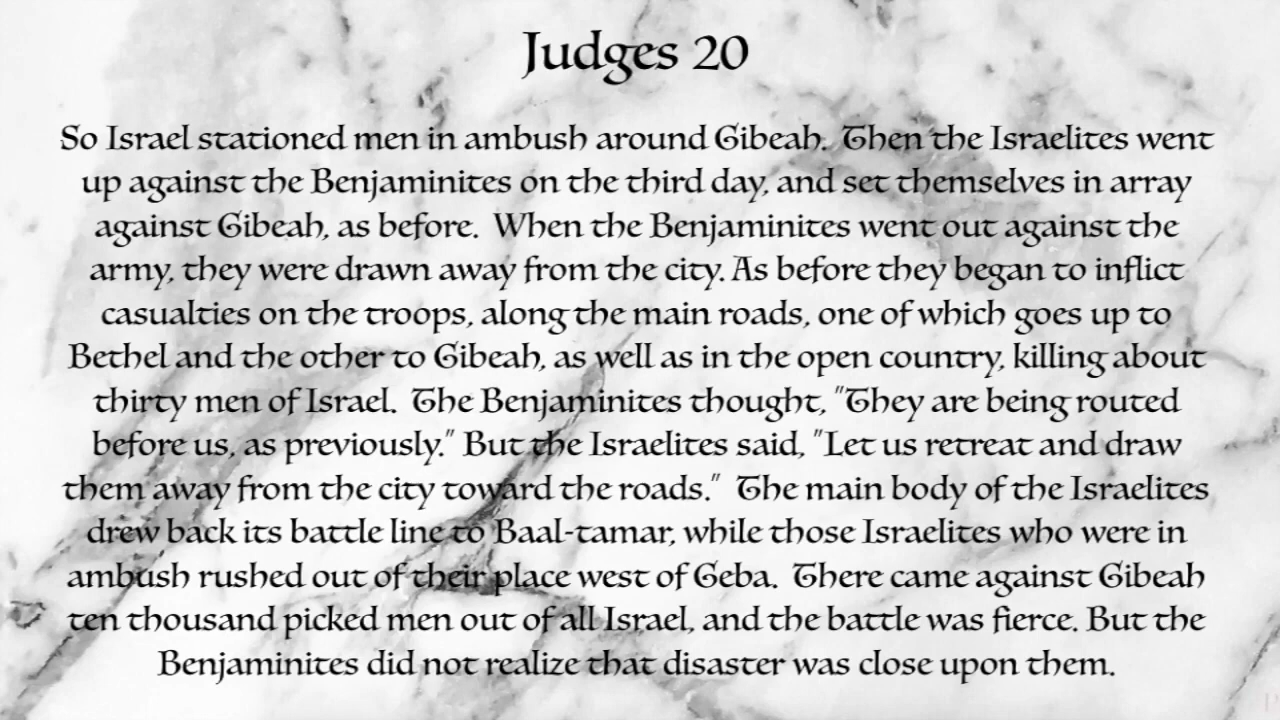 Judges 20
So Israel stationed men in ambush around Gibeah. Then the Israelites went
up against the Benjaminites on the third day, and set themselves in array
against Gibeah, as before. When the Benjaminites went out against the
army, they were drawn away from the city. As before they began to inflict
casualties on the troops, along the main roads, one of which goes up to
Bethel and the other to Gibeah, as well as in the open country, killing about
thirty men of Israel. The Benjaminites thought, "They are being routed
before us, as previously." But the Israelites said, "Let us retreat and draw
them away from the city toward the roads." The main body of the Israelites
drew back its battle line to Baal-tamar, while those Israelites who were in
ambush rushed out of their place west of Geba. There came against Gibeah
ten thousand picked men out of all Israel, and the battle was fierce. But the
Benjaminites did not realize that disaster was close upon them.